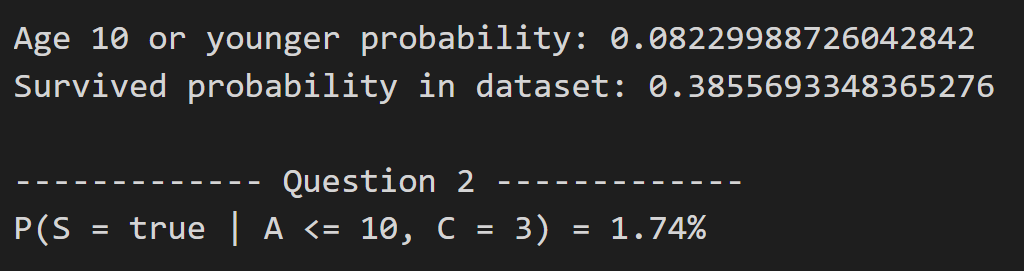 Age 10 or younger probability: 0.08229988726042842
Survived probability in dataset: 0.3855693348365276
------------- Question 2 -------------
P(S = true | A <= 10, C = 3) = 1.74%